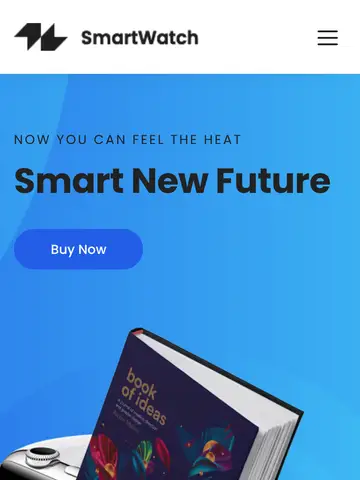 SmartWatch
NOW YOU CAN FEEL THE HEAT
Smart New Future
Buy Now
book
of ideas